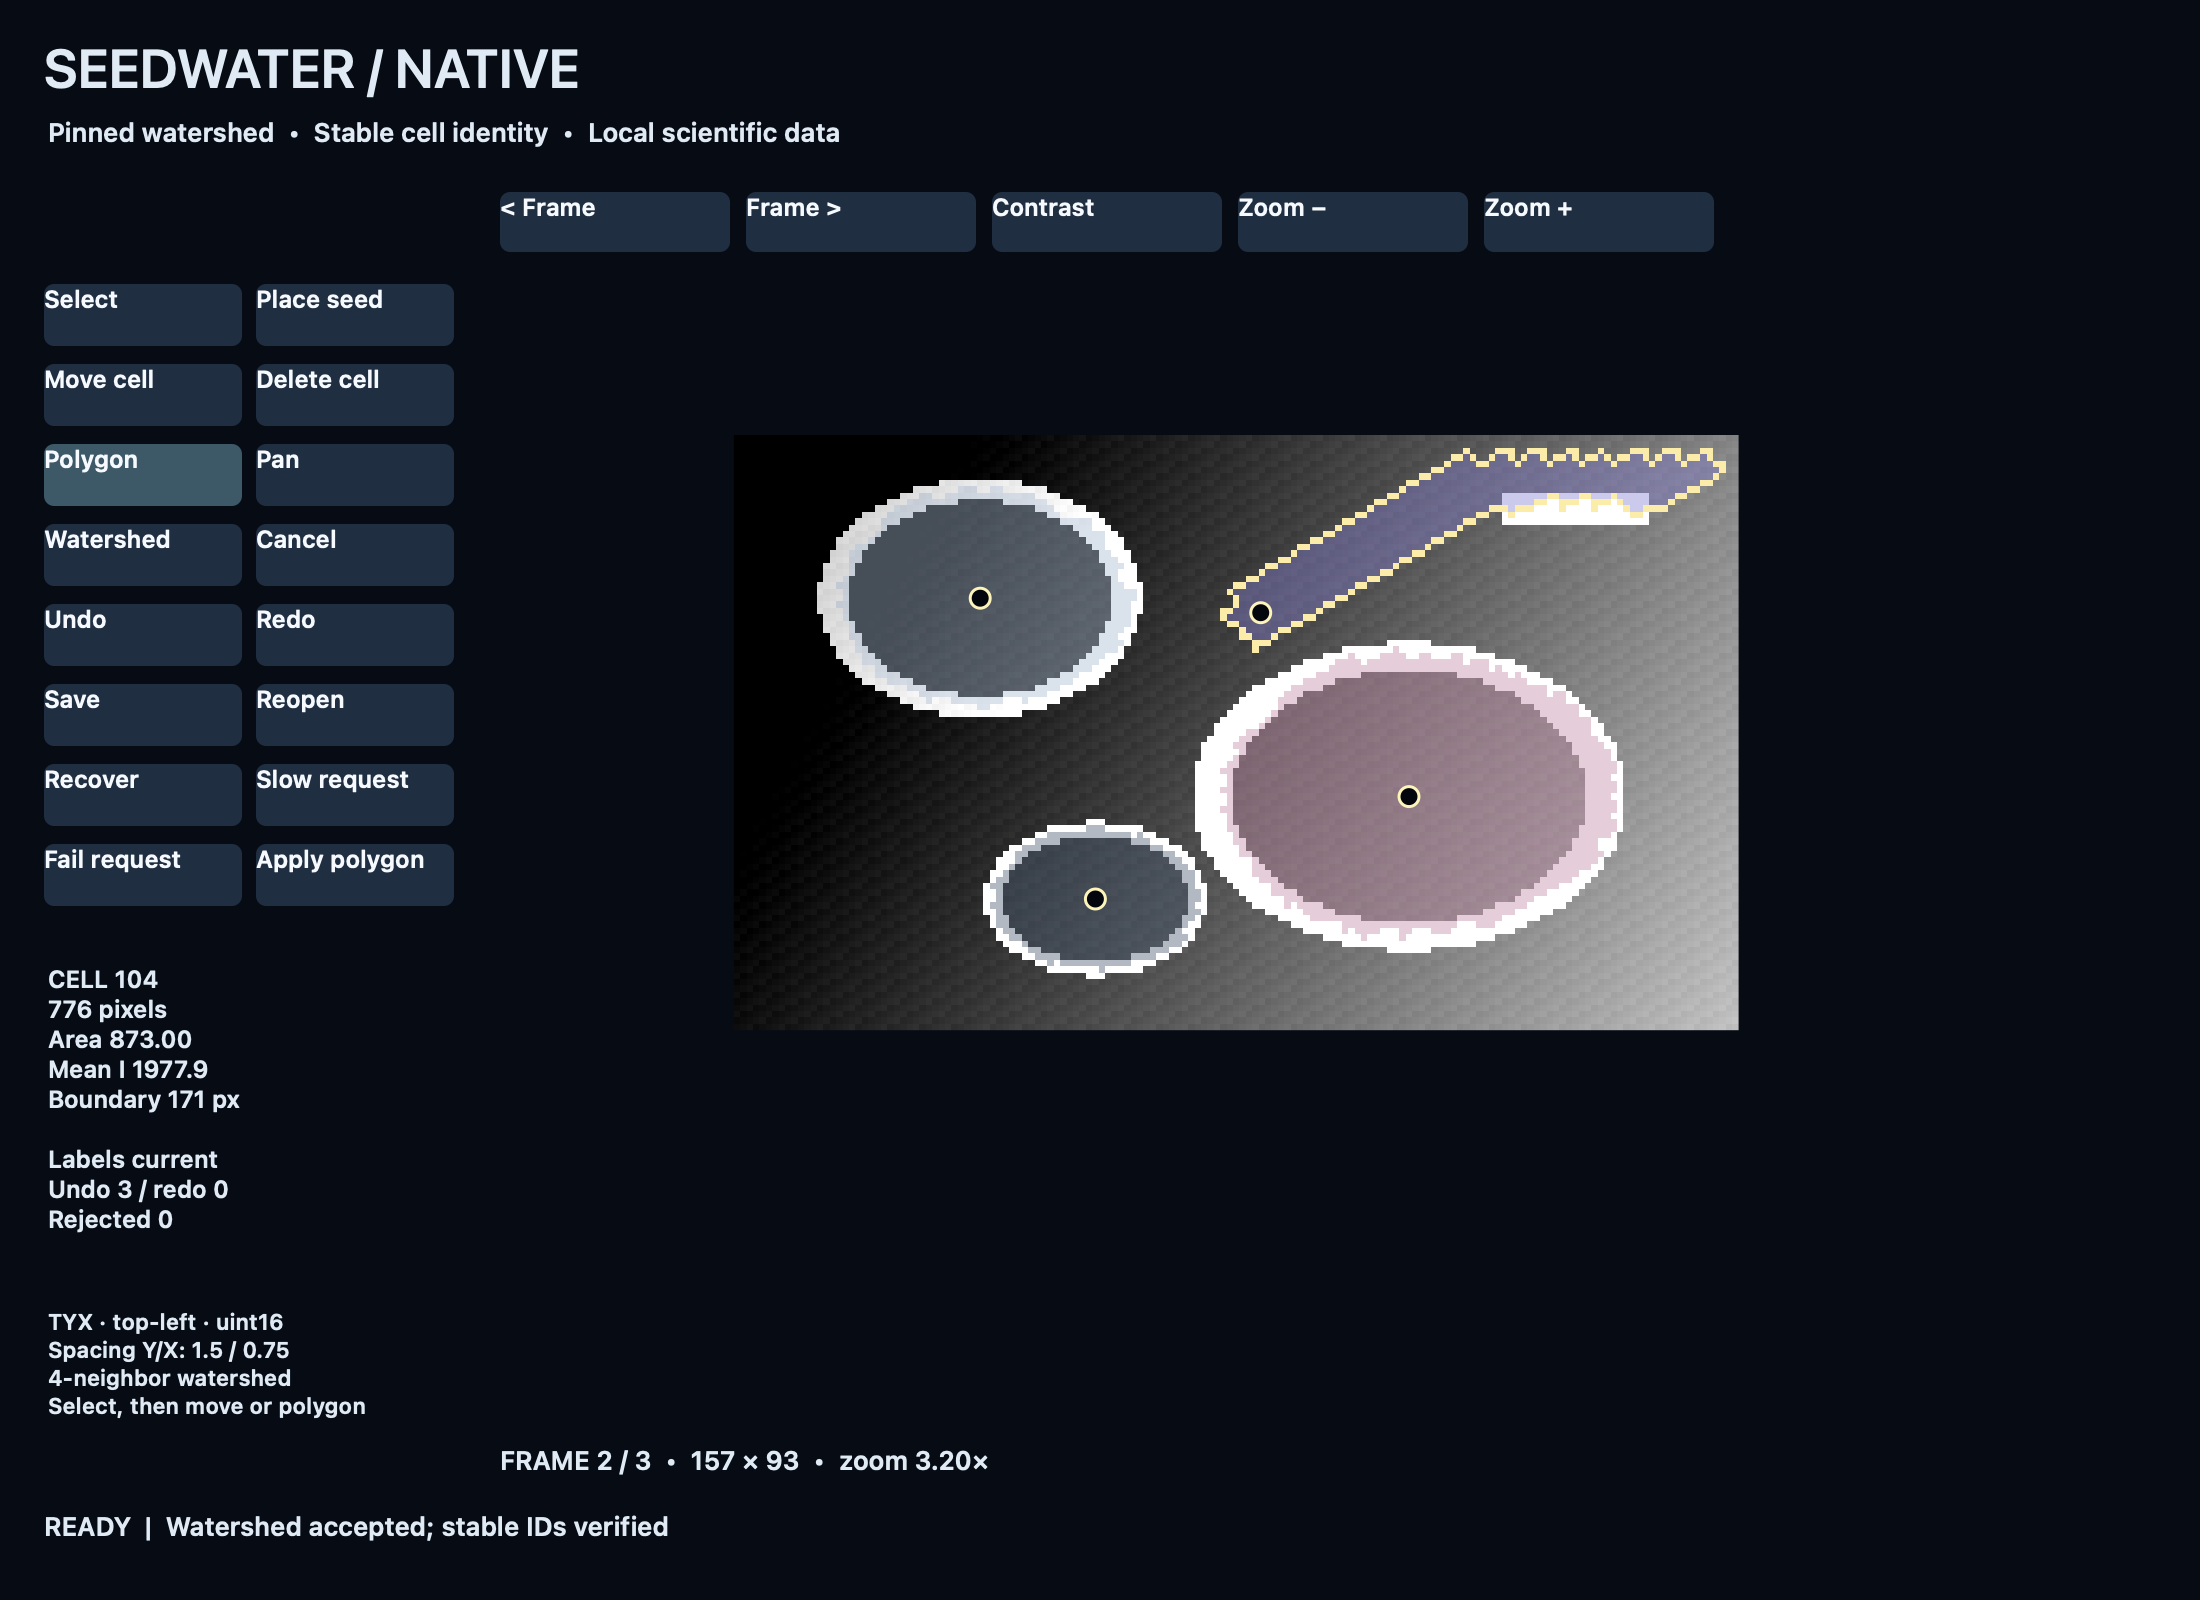 SEEDWATER / NATIVE
Pinned watershed • Stable cell identity • Local scientific data
< Frame
Frame >
Contrast
Zoom –
Zoom +
Select
Place seed
Move cell
Delete cell
Polygon
Pan
Watershed
Cancel
Undo
Redo
Save
Reopen
Recover
Slow request
Fail request
Apply polygon
CELL 104
776 pixels
Area 873.00
Mean I 1977.9
Boundary 171 px
Labels current
Undo 3 / redo 0
Rejected 0
TYX · top-left · uint16
Spacing Y/X: 1.5 / 0.75
4-neighbor watershed
Select, then move or polygon
FRAME 2 / 3 • 157 × 93 • zoom 3.20×
READY | Watershed accepted; stable IDs verified